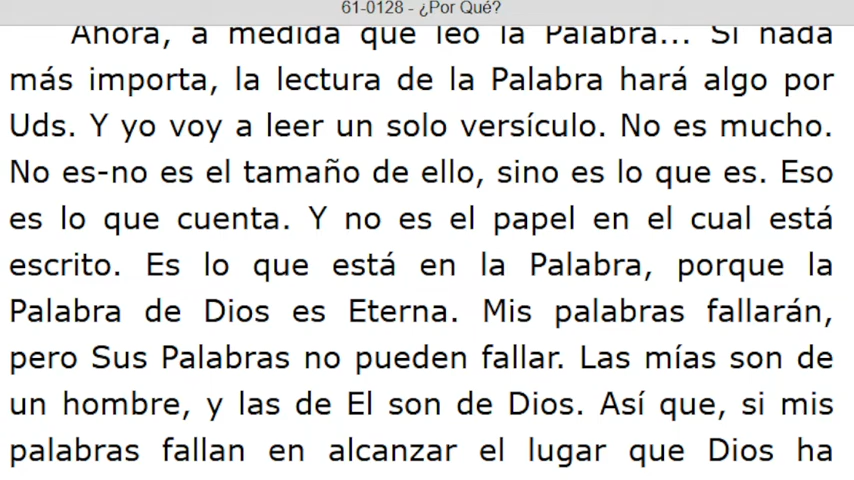 61-0128 - ¿Por Qué?
Ahora, a medida que leo la Palabra... Si nada
más importa, la lectura de la Palabra hará algo por
Uds. Y yo voy a leer un solo versículo. No es mucho.
No es-no es el tamaño de ello, sino es lo que es. Eso
es lo que cuenta. Y no es el papel en el cual está
escrito. Es lo que está en la Palabra, porque la
Palabra de Dios es Eterna. Mis palabras fallarán,
pero Sus Palabras no pueden fallar. Las mías son de
un hombre, y las de El son de Dios. Así que, si mis
palabras fallan en alcanzar el lugar que Dios ha